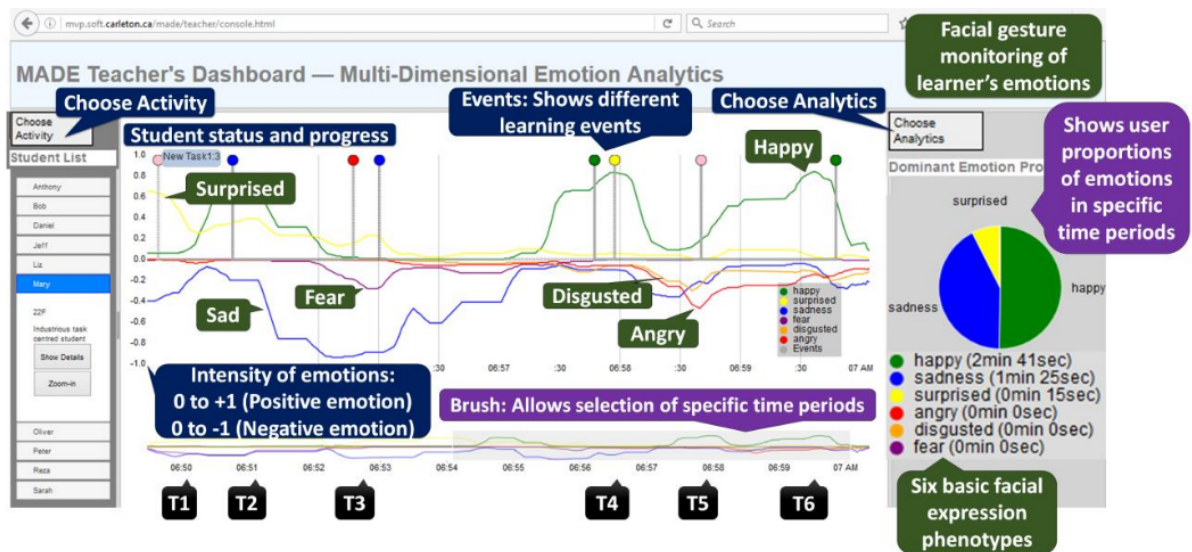 mvp.soft.carleton.ca/made/teacher/console.html
Search
Facial gesture
monitoring of
learner's emotions
MADE Teacher's Dashboard — Multi-Dimensional Emotion Analytics
Choose
Activity
Choose Activity
Events: Shows different
learning events
Choose Analytics
Choose
Analytics
Shows user
proportions
of emotions
in specific
time periods
Student List
Anthony
Bob
Daniel
Jeff
Liz
Mary
22F
Industrious task
centred student
Show Details
Zoom-in
Oliver
Peter
Reza
Sarah
Student status and progress
New Task1:3
1.0
0.8
0.6
0.4
0.2
0.0
-0.2
-0.4
-0.6
-0.8
-1.0
Surprised
Happy
Sad
Fear
Disgusted
Angry
happy
surprised
sadness
fear
disgusted
angry
Events
:30 06:57 :30 06:58 :30 06:59 :30 07 AM
Intensity of emotions:
0 to +1 (Positive emotion)
0 to -1 (Negative emotion)
Brush: Allows selection of specific time periods
06:50 06:51 06:52 06:53 06:54 06:55 06:56 06:57 06:58 06:59 07 AM
T1 T2 T3 T4 T5 T6
Dominant Emotion Pro
surprised
happy
sadness
happy (2min 41sec)
sadness (1min 25sec)
surprised (0min 15sec)
angry (0min 0sec)
disgusted (0min 0sec)
fear (0min 0sec)
Six basic facial
expression
phenotypes